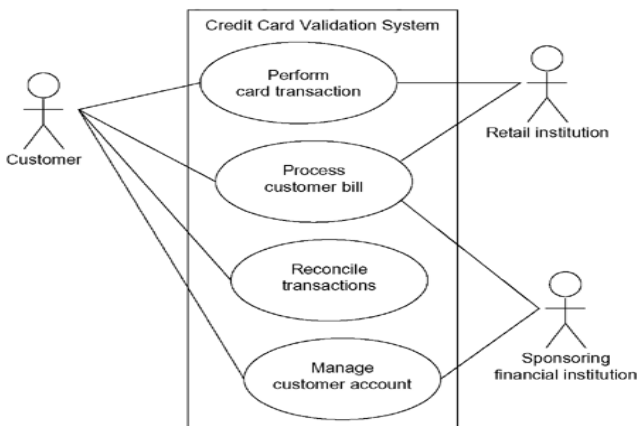 Credit Card Validation System
Perform
card transaction
Customer
Retail institution
Process
customer bill
Reconcile
transactions
Manage
customer account
Sponsoring
financial institution